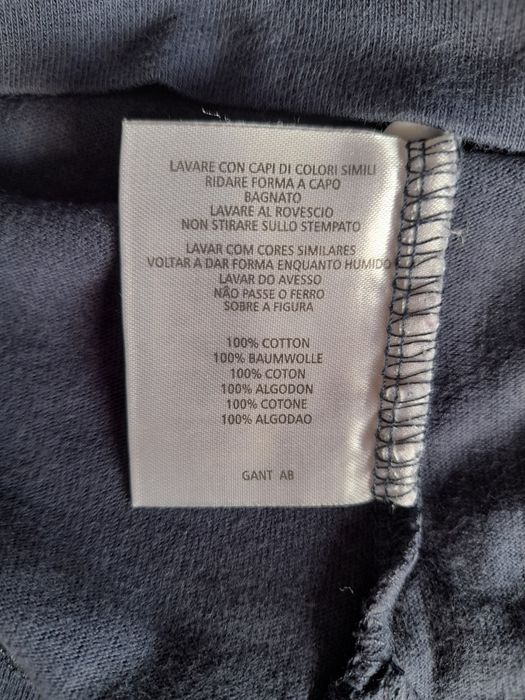 LAVARE CON CAPI DI COLORI SIMILI
RIDARE FORMA A CAPO
BAGNATO
LAVARE AL ROVESCIO
NON STIRARE SULLO STEMPATO
LAVAR COM CORES SIMILARES
VOLTAR A DAR FORMA ENQUANTO HUMIDO
LAVAR DO AVESSO
NÃO PASSE O FERRO
SOBRE A FIGURA
100% COTTON
100% BAUMWOLLE
100% COTON
100% ALGODON
100% COTONE
100% ALGODAO
GANT AB